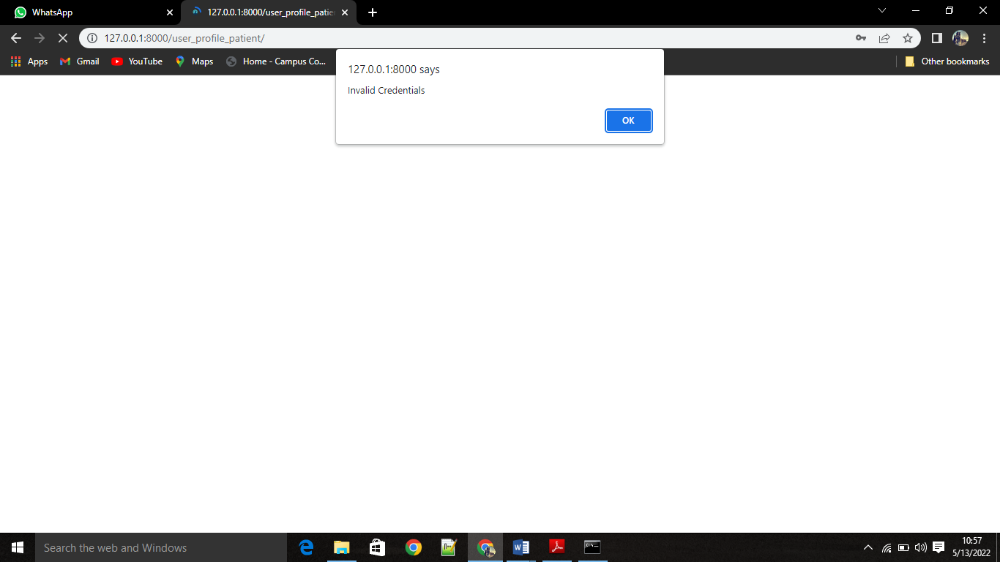 WhatsApp
127.0.0.1:8000/user_profile_patie
127.0.0.1:8000/user_profile_patient/
Apps
Gmail
YouTube
Maps
Home - Campus Co...
Other bookmarks
127.0.0.1:8000 says
Invalid Credentials
OK
Search the web and Windows
10:57
5/13/2022